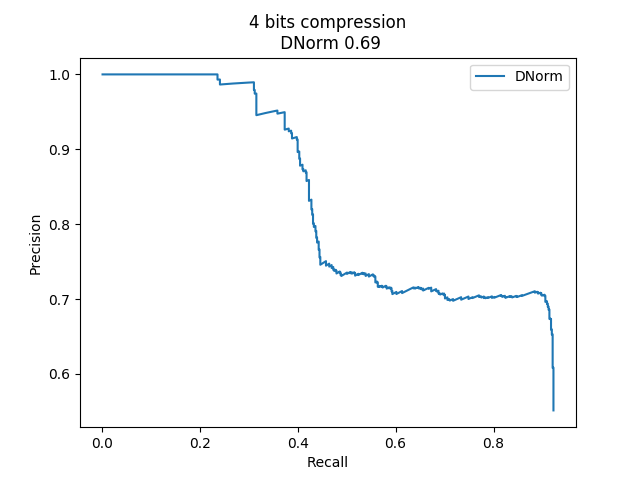 4 bits compression
DNorm 0.69
DNorm
1.0
0.9
0.8
0.7
0.6
Precision
0.0 0.2 0.4 0.6 0.8
Recall